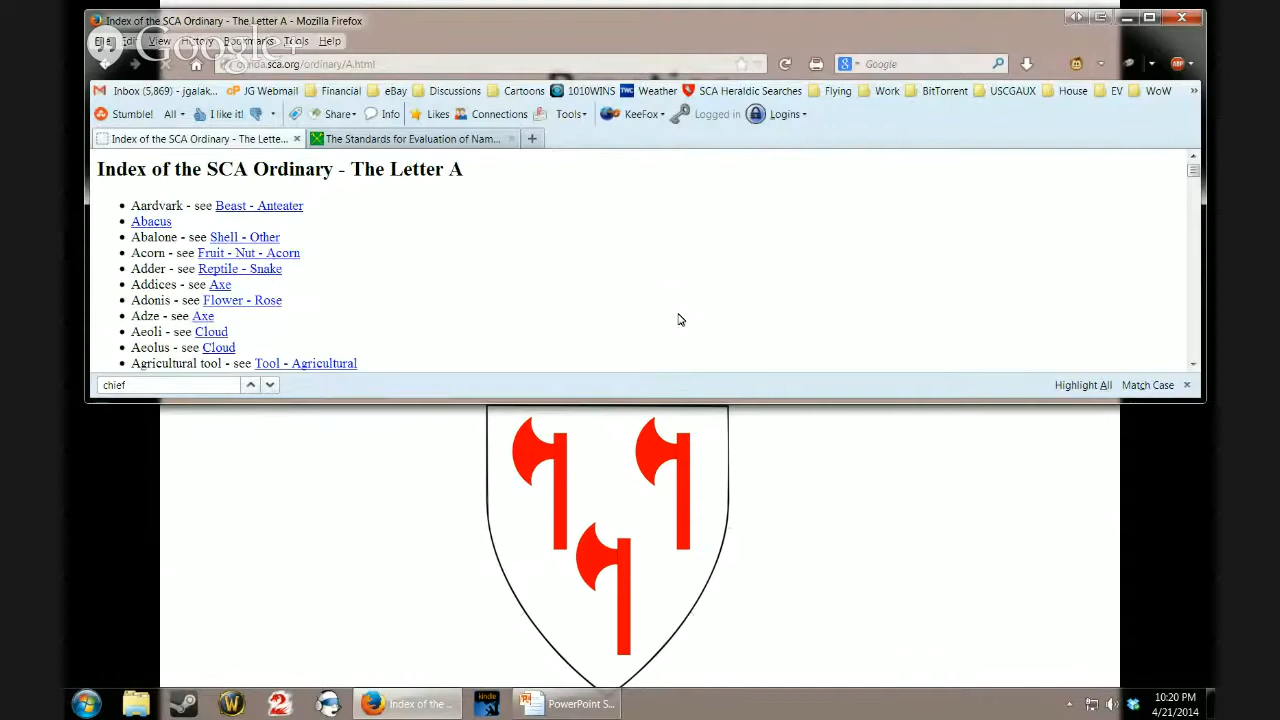 Index of the SCA Ordinary - The Letter A - Mozilla Firefox
File Edit View History Bookmarks Tools Help
Google+
oanda.sca.org/ordinary/A.html
Google
Inbox (5,869) - jgalak... JG Webmail Financial eBay Discussions Cartoons 1010WINS Weather SCA Heraldic Searches Flying Work BitTorrent USCGAUX House EV WoW »
Stumble! All I like it! Share Info Likes Connections Tools KeeFox Logged in Logins
Index of the SCA Ordinary - The Lette... The Standards for Evaluation of Nam...
Index of the SCA Ordinary - The Letter A
Aardvark - see Beast - Anteater
Abacus
Abalone - see Shell - Other
Acorn - see Fruit - Nut - Acorn
Adder - see Reptile - Snake
Addices - see Axe
Adonis - see Flower - Rose
Adze - see Axe
Aeoli - see Cloud
Aeolus - see Cloud
Agricultural tool - see Tool - Agricultural
chief Highlight All Match Case
Index of the ... kindle PowerPoint S... 10:20 PM
4/21/2014